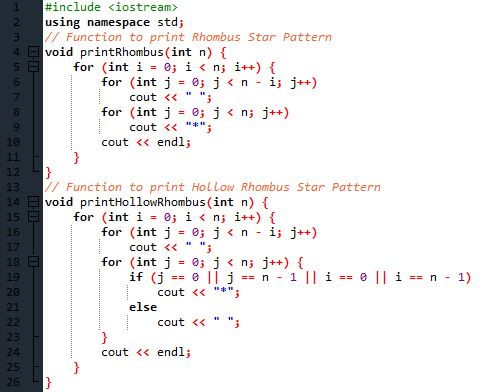 1 #include <iostream>
2 using namespace std;
3 // Function to print Rhombus Star Pattern
4 void printRhombus(int n) {
5     for (int i = 0; i < n; i++) {
6         for (int j = 0; j < n - i; j++)
7             cout << " ";
8         for (int j = 0; j < n; j++)
9             cout << "*";
10         cout << endl;
11     }
12 }
13 // Function to print Hollow Rhombus Star Pattern
14 void printHollowRhombus(int n) {
15     for (int i = 0; i < n; i++) {
16         for (int j = 0; j < n - i; j++)
17             cout << " ";
18         for (int j = 0; j < n; j++) {
19             if (j == 0 || j == n - 1 || i == 0 || i == n - 1)
20                 cout << "*";
21             else
22                 cout << " ";
23         }
24         cout << endl;
25     }
26 }